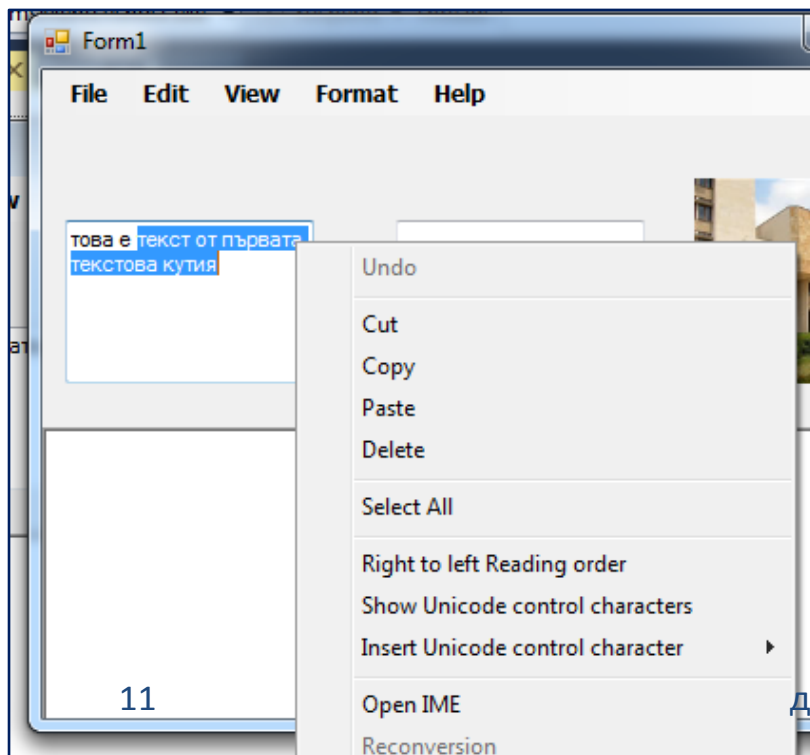 Form1
File Edit View Format Help
това е текст от първата
текстова кутия
Undo
Cut
Copy
Paste
Delete
Select All
Right to left Reading order
Show Unicode control characters
Insert Unicode control character
Open IME
Reconversion
11